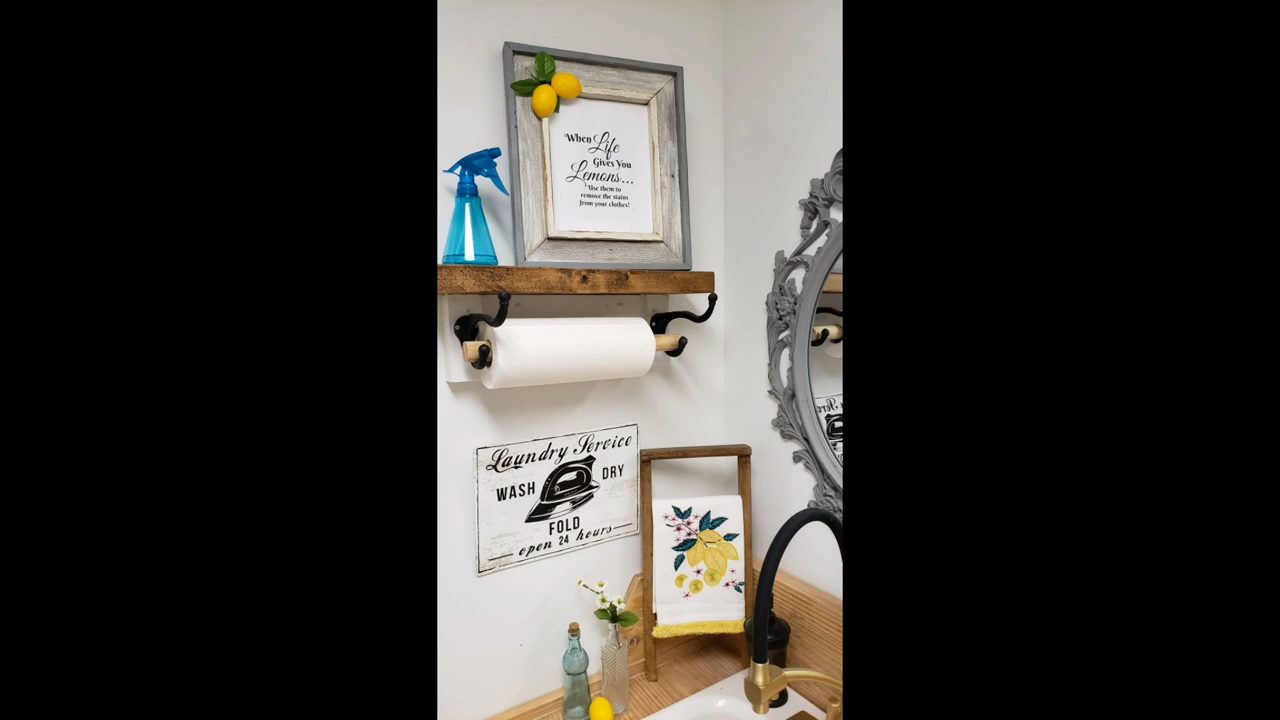 When Life
Gives You
Lemons...
Use them to
remove the stains
from your clothes!
Laundry Service
WASH DRY
FOLD
open 24 hours